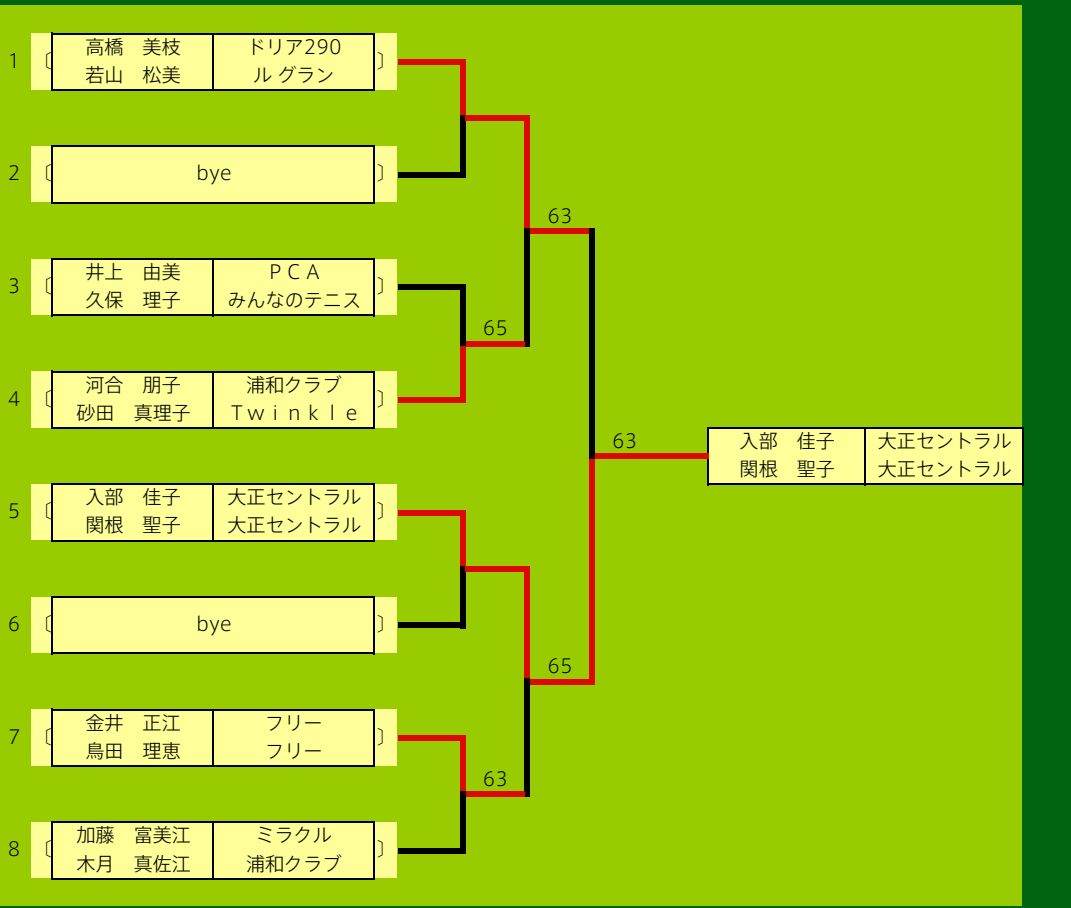 1 〔 高橋　美枝 ドリア290 〕
若山　松美 ル グラン
2 〔 bye 〕
63
3 〔 井上　由美 ＰＣＡ 〕
久保　理子 みんなのテニス
65
4 〔 河合　朋子 浦和クラブ 〕
砂田　真理子 Ｔｗｉｎｋｌｅ
63 入部　佳子 大正セントラル
関根　聖子 大正セントラル
5 〔 入部　佳子 大正セントラル 〕
関根　聖子 大正セントラル
6 〔 bye 〕
65
7 〔 金井　正江 フリー 〕
鳥田　理恵 フリー
63
8 〔 加藤　富美江 ミラクル 〕
木月　真佐江 浦和クラブ